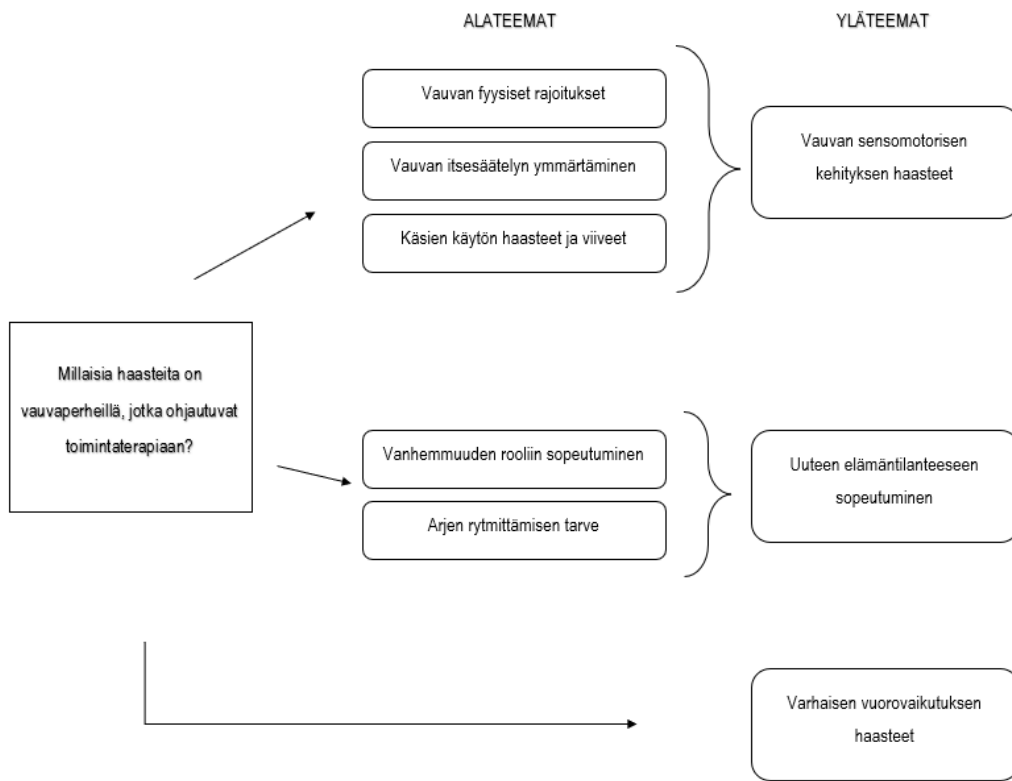 ALATEEMAT
YLÄTEEMAT
Vauvan fyysiset rajoitukset
Vauvan itsesäätelyn ymmärtäminen
Käsien käytön haasteet ja viiveet
Vauvan sensomotorisen
kehityksen haasteet
Millaisia haasteita on
vauvaperheillä, jotka ohjautuvat
toimintaterapiaan?
Vanhemmuuden rooliin sopeutuminen
Arjen rytmittämisen tarve
Uuteen elämäntilanteeseen
sopeutuminen
Varhaisen vuorovaikutuksen
haasteet